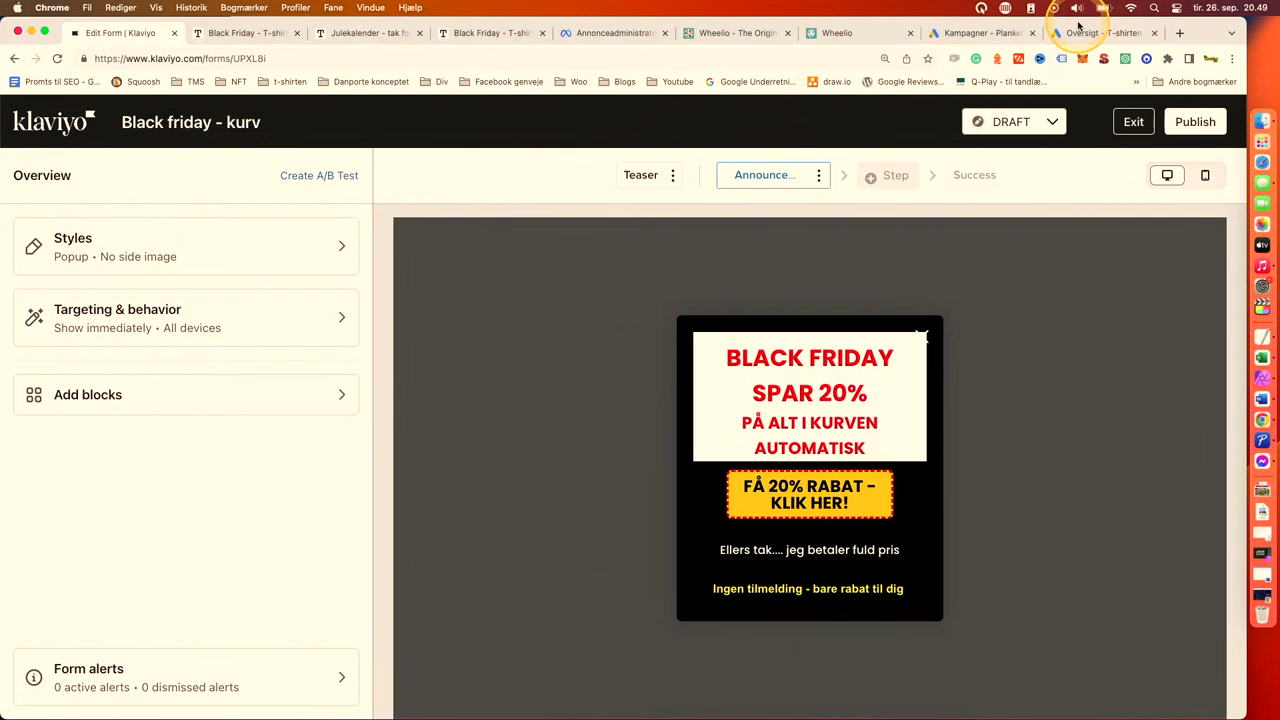 Chrome Fil Rediger Vis Historik Bogmærker Profiler Fane Vindue Hjælp tir. 26. sep. 20.49
Edit Form | Klaviyo Black Friday - T-shirt Julekalender - tak fo Black Friday - T-shirt Annonceadministrat Wheelio - The Origin Wheelio Kampagner - Planke Oversigt - T-shirten
https://www.klaviyo.com/forms/UPXL8i
Promts til SEO - G... Squoosh TMS NFT t-shirten Danporte konceptet Div Facebook genveje Woo Blogs Youtube Google Underretni... draw.io Google Reviews... Q-Play - til tandlæ... » Andre bogmærker
klaviyo Black friday - kurv DRAFT Exit Publish
Overview Create A/B Test Teaser Announce... Step Success
Styles
Popup • No side image
Targeting & behavior
Show immediately • All devices
Add blocks
BLACK FRIDAY
SPAR 20%
PÅ ALT I KURVEN
AUTOMATISK
FÅ 20% RABAT -
KLIK HER!
Ellers tak.... jeg betaler fuld pris
Ingen tilmelding - bare rabat til dig
Form alerts
0 active alerts • 0 dismissed alerts